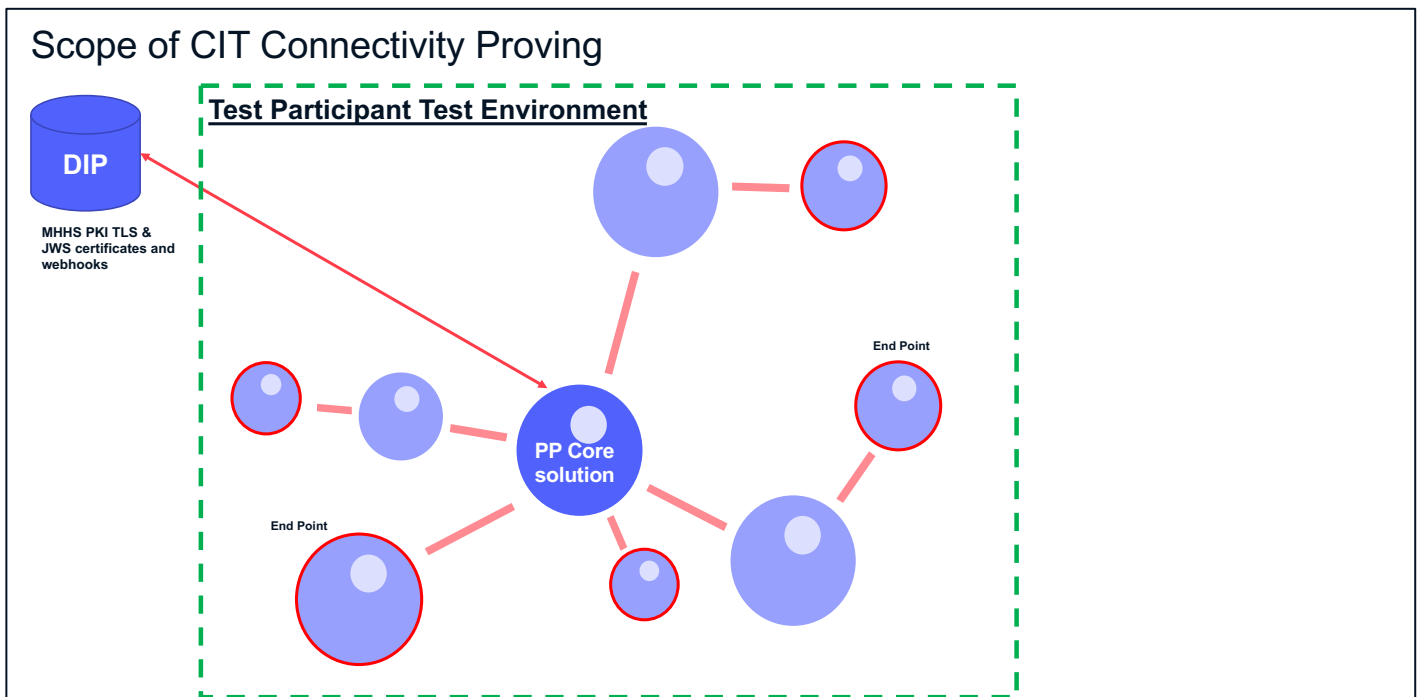 Scope of CIT Connectivity Proving
Test Participant Test Environment
DIP
MHHS PKI TLS &
JWS certificates and
webhooks
End Point
PP Core
solution
End Point